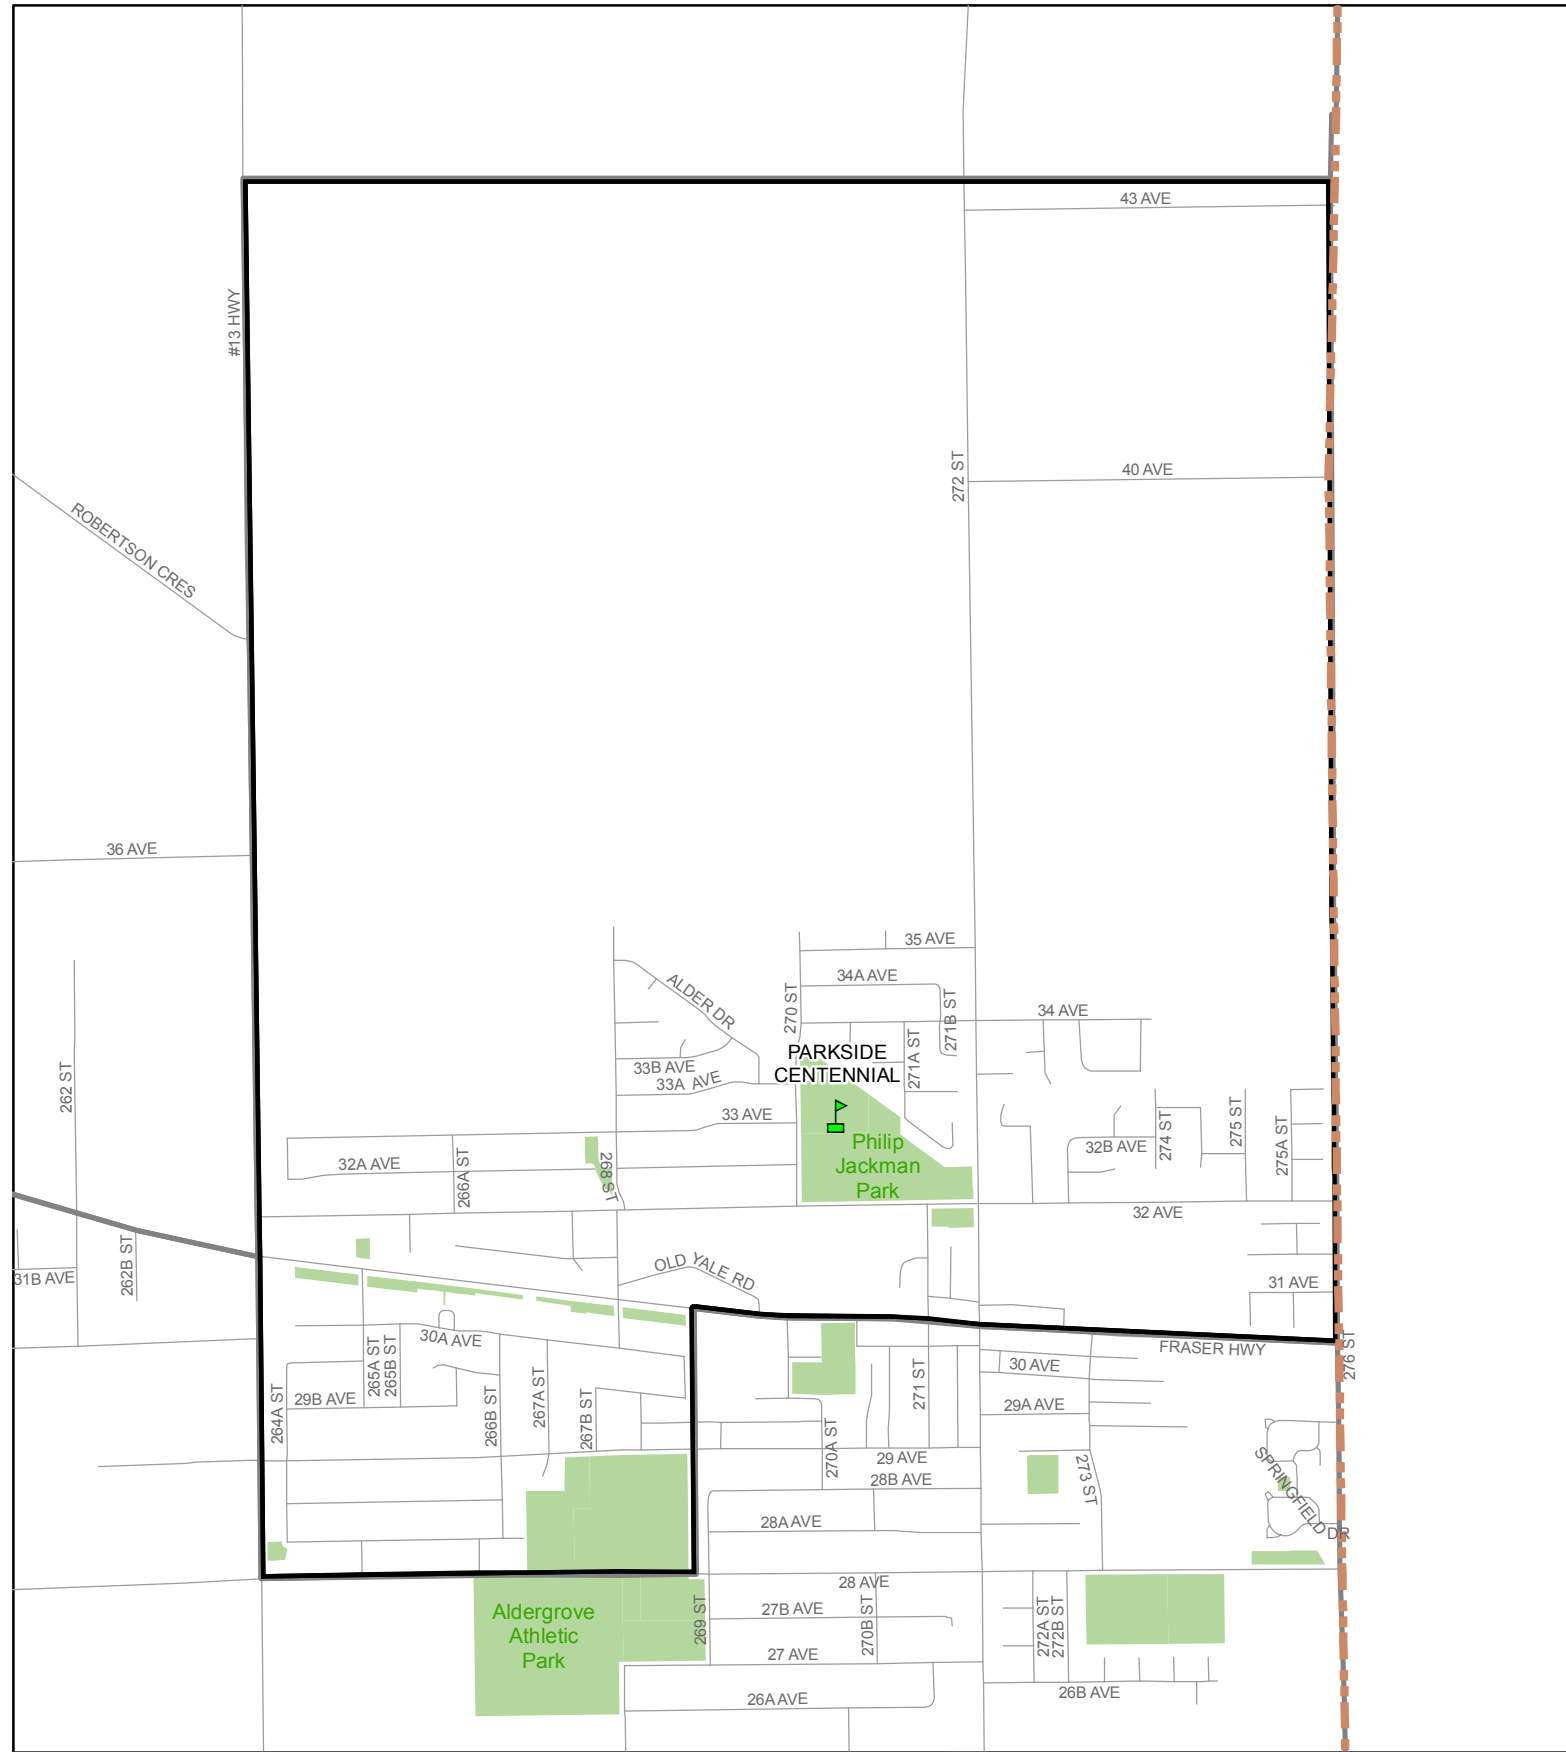 43 AVE
#13 HWY
272 ST
40 AVE
ROBERTSON CRES
36 AVE
35 AVE
34A AVE
ALDER DR
270 ST
271B ST
34 AVE
271A ST
PARKSIDE
CENTENNIAL
33B AVE
33A AVE
262 ST
33 AVE
274 ST
275 ST
275A ST
32B AVE
Philip
Jackman
Park
32A AVE
266A ST
268 ST
32 AVE
262B ST
31B AVE
OLD YALE RD
31 AVE
30A AVE
FRASER HWY
276 ST
265A ST
265B ST
30 AVE
271 ST
264A ST
29B AVE
266B ST
267A ST
267B ST
29A AVE
270A ST
29 AVE
28B AVE
273 ST
SPRINGFIELD DR
28A AVE
28 AVE
Aldergrove
Athletic
Park
269 ST
27B AVE
270B ST
272A ST
272B ST
27 AVE
26A AVE
26B AVE